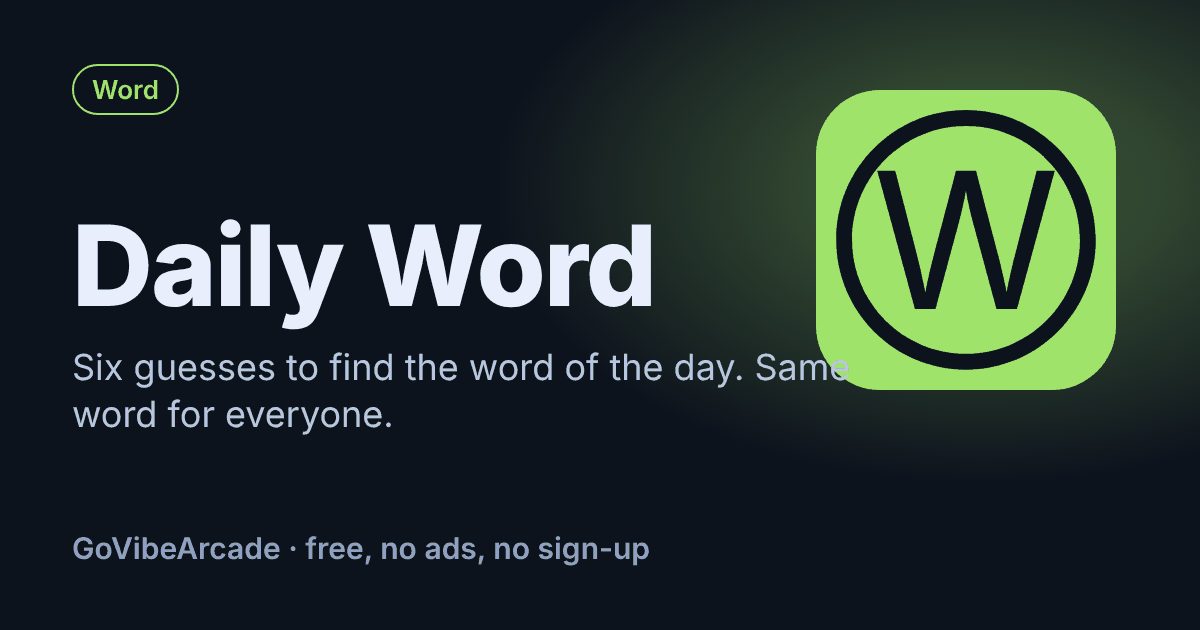 Word
W
Daily Word
Six guesses to find the word of the day. Same
word for everyone.
GoVibeArcade · free, no ads, no sign-up